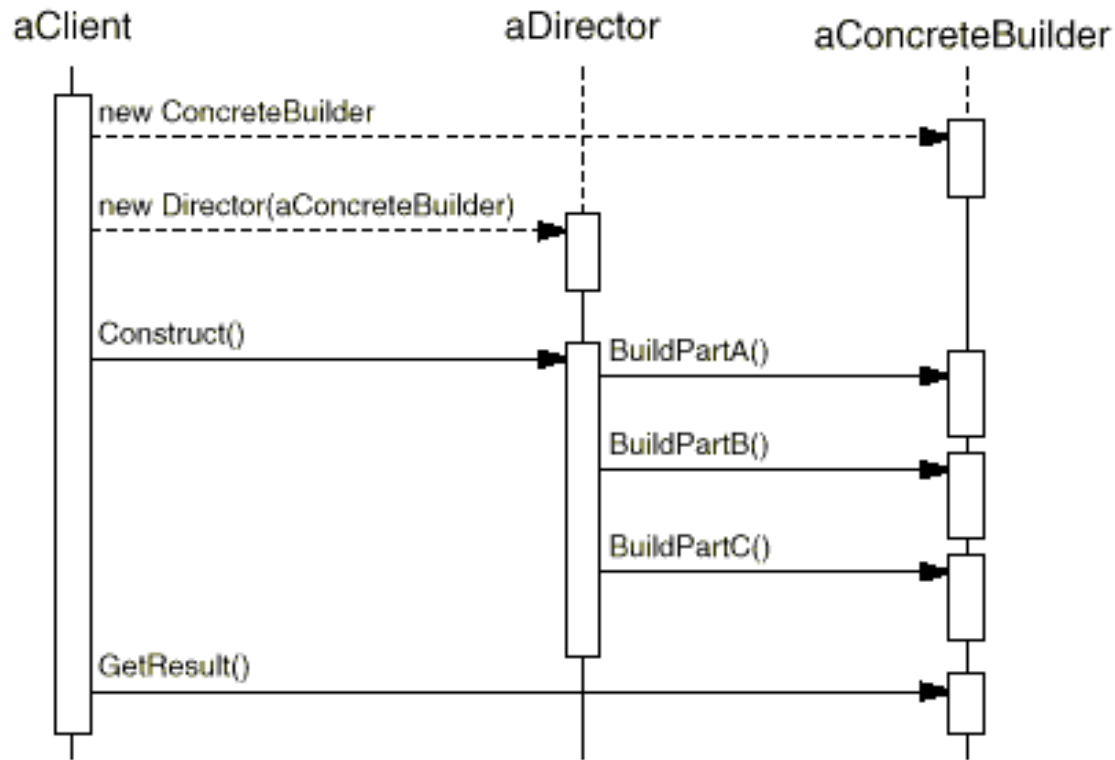 aClient
aDirector
aConcreteBuilder
new ConcreteBuilder
new Director(aConcreteBuilder)
Construct()
BuildPartA()
BuildPartB()
BuildPartC()
GetResult()